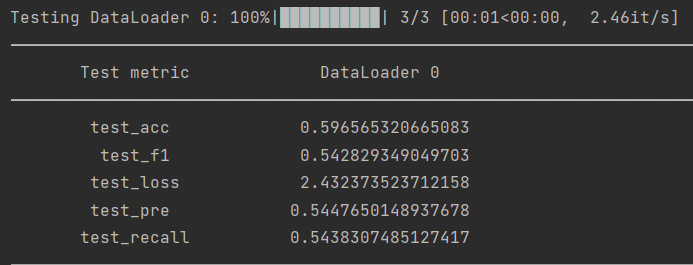 Testing DataLoader 0: 100%|██████████| 3/3 [00:01<00:00,  2.46it/s]
Test metric DataLoader 0
test_acc 0.596565320665083
test_f1 0.542829349049703
test_loss 2.432373523712158
test_pre 0.5447650148937678
test_recall 0.5438307485127417